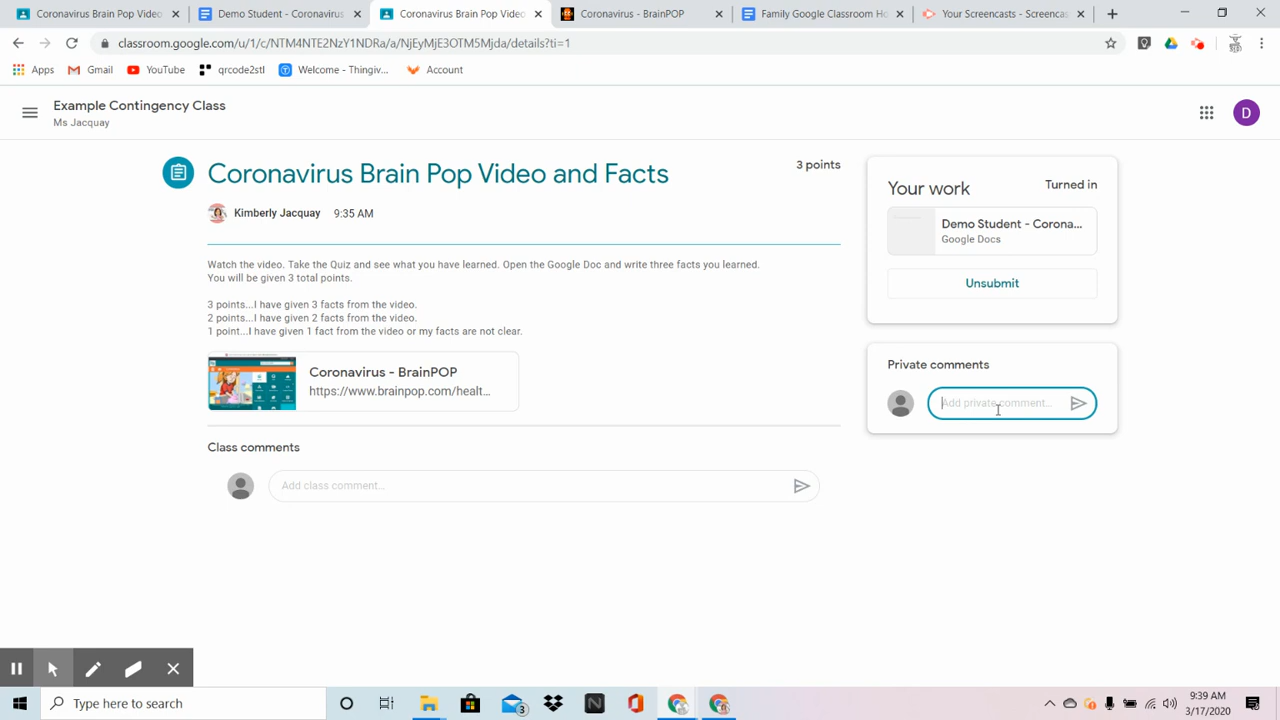 Coronavirus Brain Pop Video
Demo Student - Coronavirus
Coronavirus Brain Pop Video
Coronavirus - BrainPOP
Family Google Classroom Ho
Your Screencasts - Screencas
classroom.google.com/u/1/c/NTM4NTE2NzY1NDRa/a/NjEyMjE3OTM5Mjda/details?ti=1
Apps
Gmail
YouTube
qrcode2stl
Welcome - Thingiv...
Account
Example Contingency Class
Ms Jacquay
D
Coronavirus Brain Pop Video and Facts
3 points
Kimberly Jacquay 9:35 AM
Watch the video. Take the Quiz and see what you have learned. Open the Google Doc and write three facts you learned.
You will be given 3 total points.
3 points...I have given 3 facts from the video.
2 points...I have given 2 facts from the video.
1 point...I have given 1 fact from the video or my facts are not clear.
Coronavirus - BrainPOP
https://www.brainpop.com/healt...
Class comments
Add class comment...
Your work
Turned in
Demo Student - Corona...
Google Docs
Unsubmit
Private comments
Add private comment...
Type here to search
3
N
9:39 AM
3/17/2020